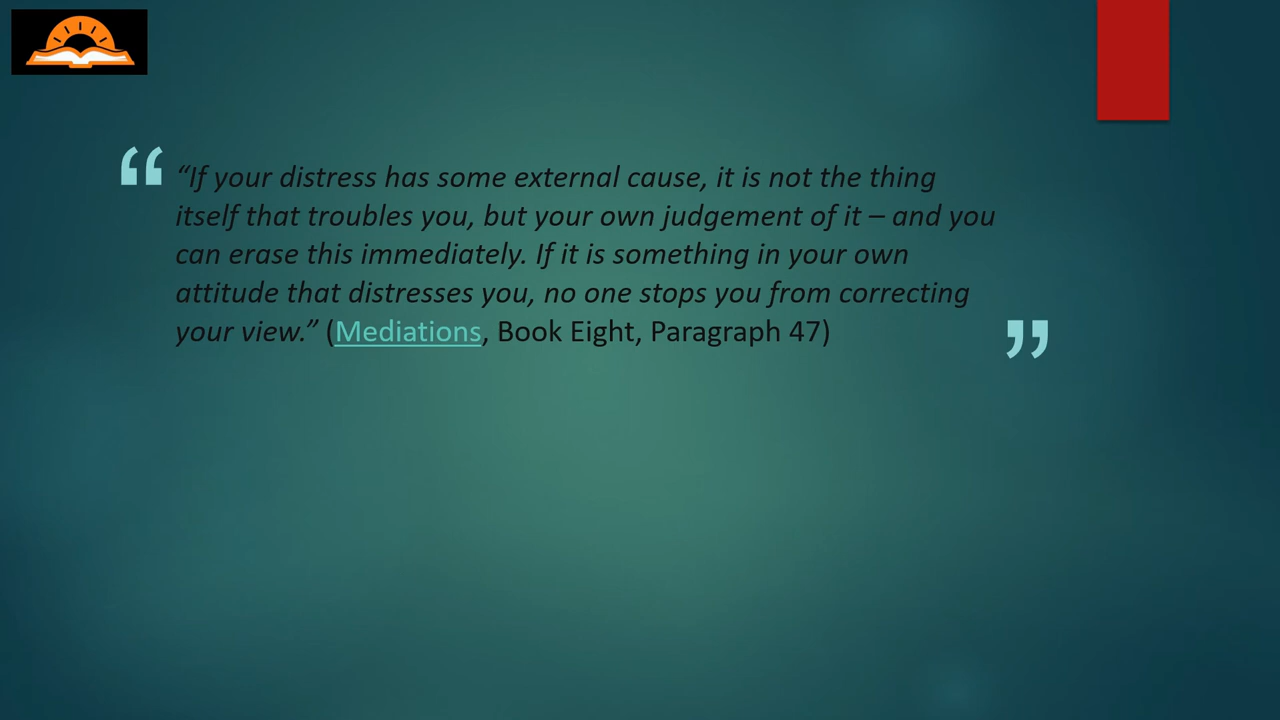 “If your distress has some external cause, it is not the thing
itself that troubles you, but your own judgement of it – and you
can erase this immediately. If it is something in your own
attitude that distresses you, no one stops you from correcting
your view.” (Mediations, Book Eight, Paragraph 47)